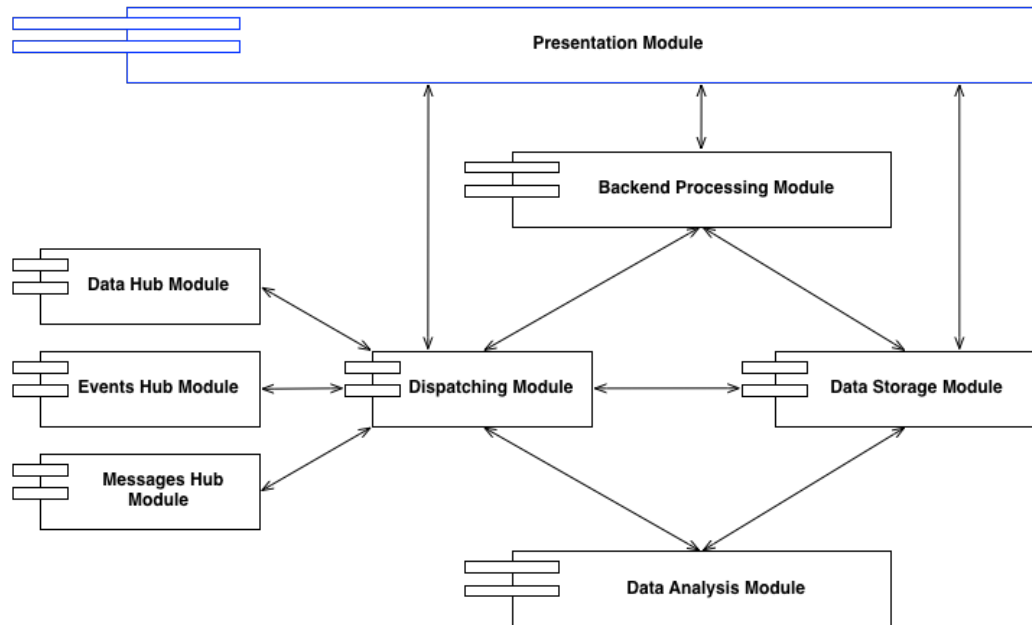 Presentation Module
Backend Processing Module
Data Hub Module
Events Hub Module
Dispatching Module
Data Storage Module
Messages Hub
Module
Data Analysis Module